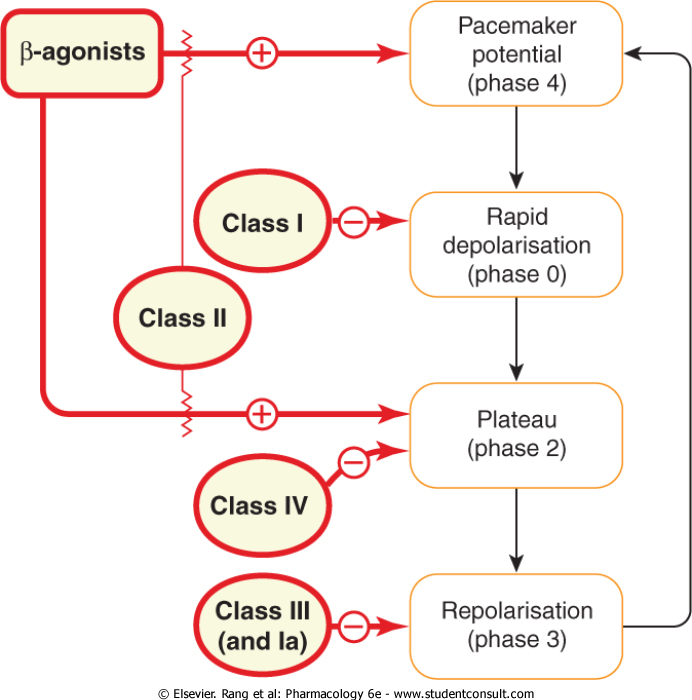 β-agonists
+
Pacemaker
potential
(phase 4)
Class I
−
Rapid
depolarisation
(phase 0)
Class II
+
Plateau
(phase 2)
−
Class IV
Class III
(and Ia)
−
Repolarisation
(phase 3)
© Elsevier. Rang et al: Pharmacology 6e - www.studentconsult.com